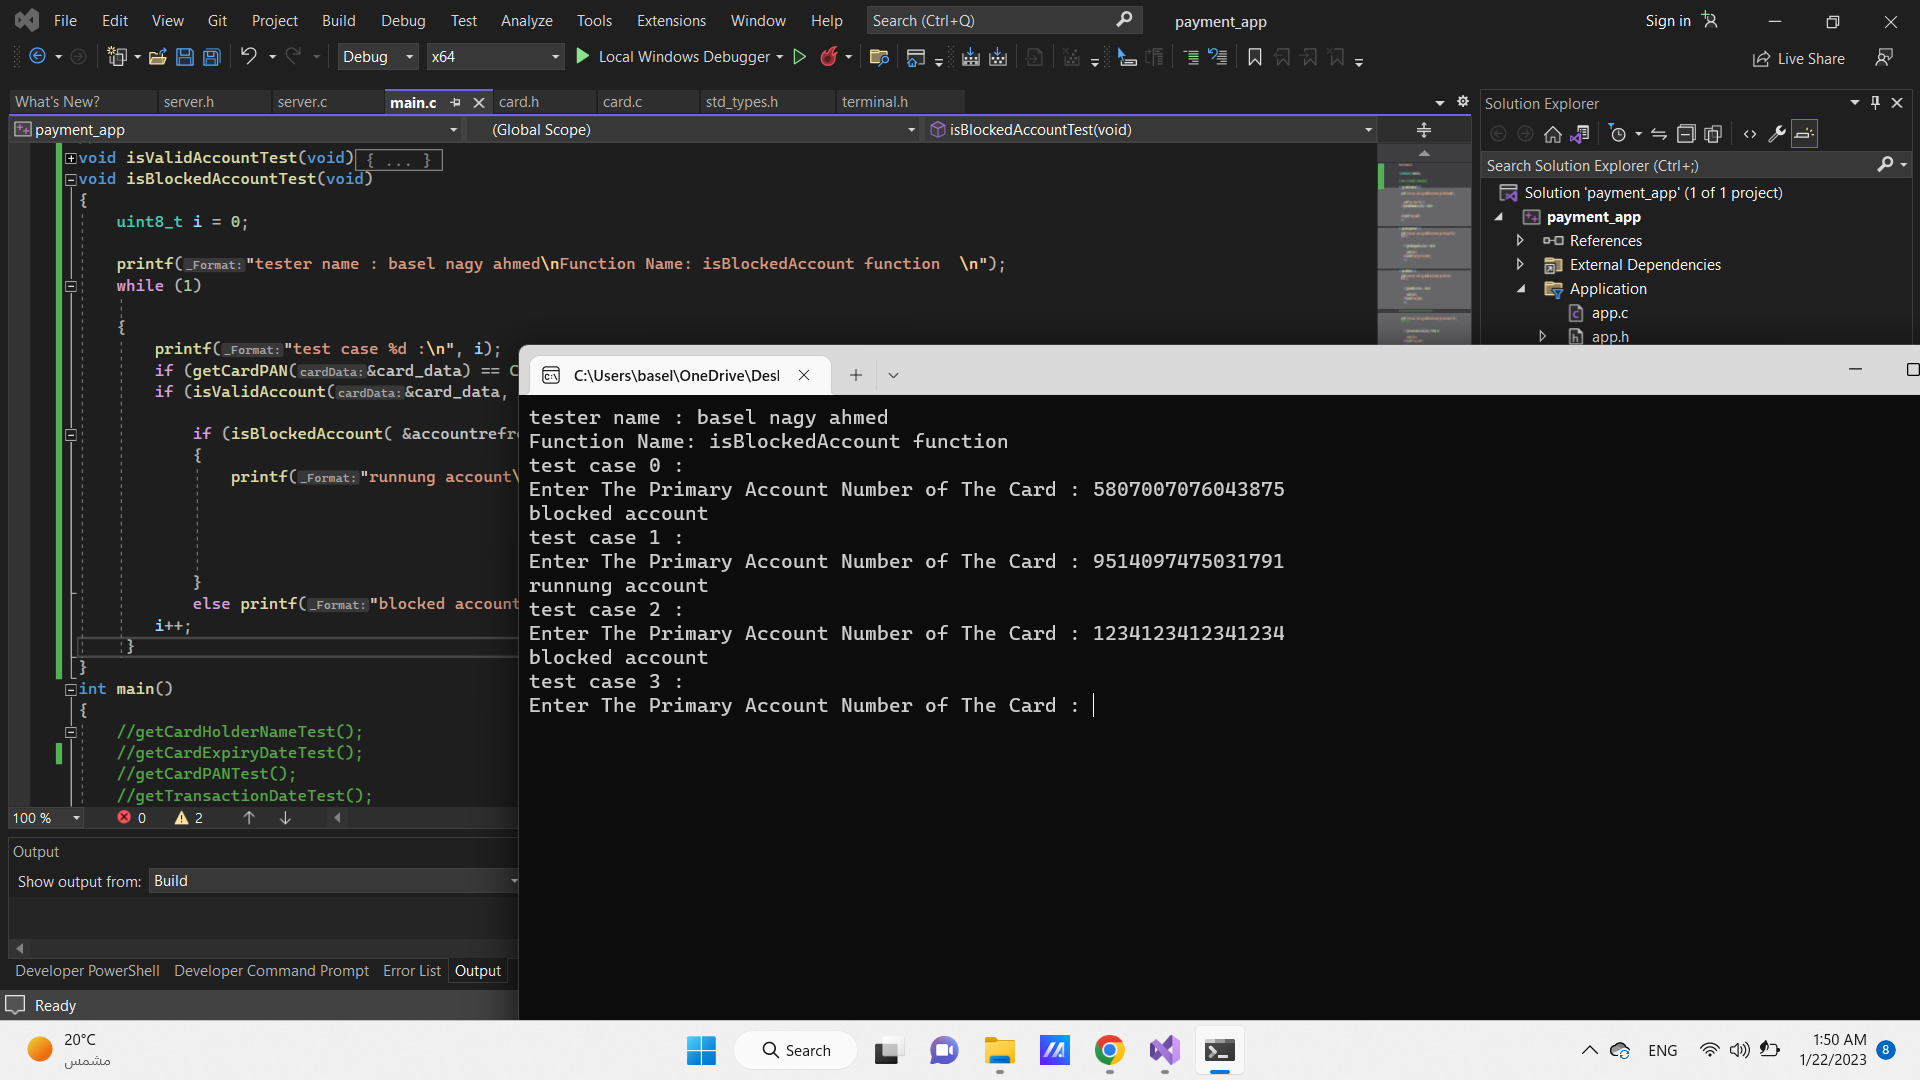 File Edit View Git Project Build Debug Test Analyze Tools Extensions Window Help Search (Ctrl+Q) payment_app Sign in
Debug x64 Local Windows Debugger Live Share
What's New? server.h server.c main.c card.h card.c std_types.h terminal.h
payment_app (Global Scope) isBlockedAccountTest(void)
void isValidAccountTest(void){ ... }
void isBlockedAccountTest(void)
{
uint8_t i = 0;
printf(_Format:"tester name : basel nagy ahmed\nFunction Name: isBlockedAccount function  \n");
while (1)
{
printf(_Format:"test case %d :\n", i);
if (getCardPAN(cardData:&card_data) == C
if (isValidAccount(cardData:&card_data,
if (isBlockedAccount( &accountrefre
{
printf(_Format:"runnung account\
}
else printf(_Format:"blocked account
i++;
}
}
int main()
{
//getCardHolderNameTest();
//getCardExpiryDateTest();
//getCardPANTest();
//getTransactionDateTest();
100 % 0 2
Output
Show output from: Build
Developer PowerShell Developer Command Prompt Error List Output
Ready
Solution Explorer
Search Solution Explorer (Ctrl+;)
Solution 'payment_app' (1 of 1 project)
payment_app
References
External Dependencies
Application
app.c
app.h
C:\Users\basel\OneDrive\Desl
tester name : basel nagy ahmed
Function Name: isBlockedAccount function
test case 0 :
Enter The Primary Account Number of The Card : 5807007076043875
blocked account
test case 1 :
Enter The Primary Account Number of The Card : 9514097475031791
runnung account
test case 2 :
Enter The Primary Account Number of The Card : 1234123412341234
blocked account
test case 3 :
Enter The Primary Account Number of The Card :
20°C
مشمس
Search
ENG
1:50 AM
1/22/2023
8